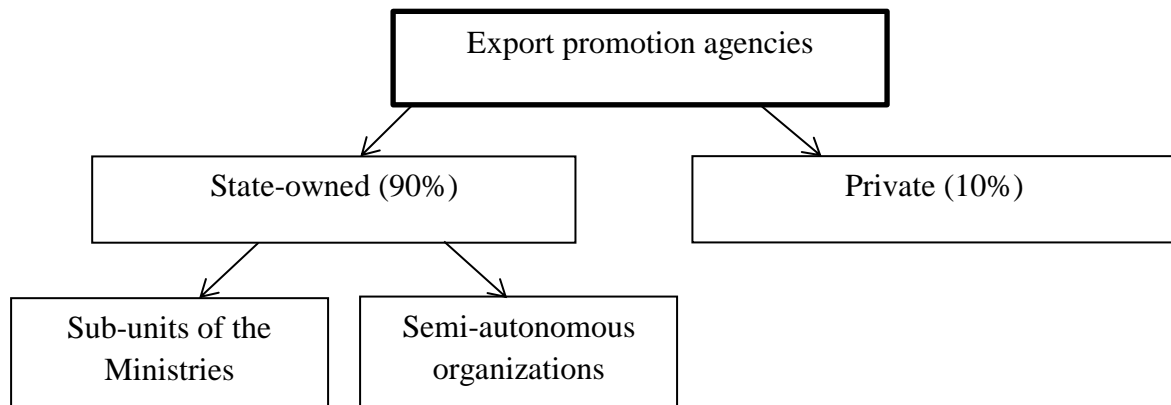 Export promotion agencies
State-owned (90%)
Private (10%)
Sub-units of the
Ministries
Semi-autonomous
organizations